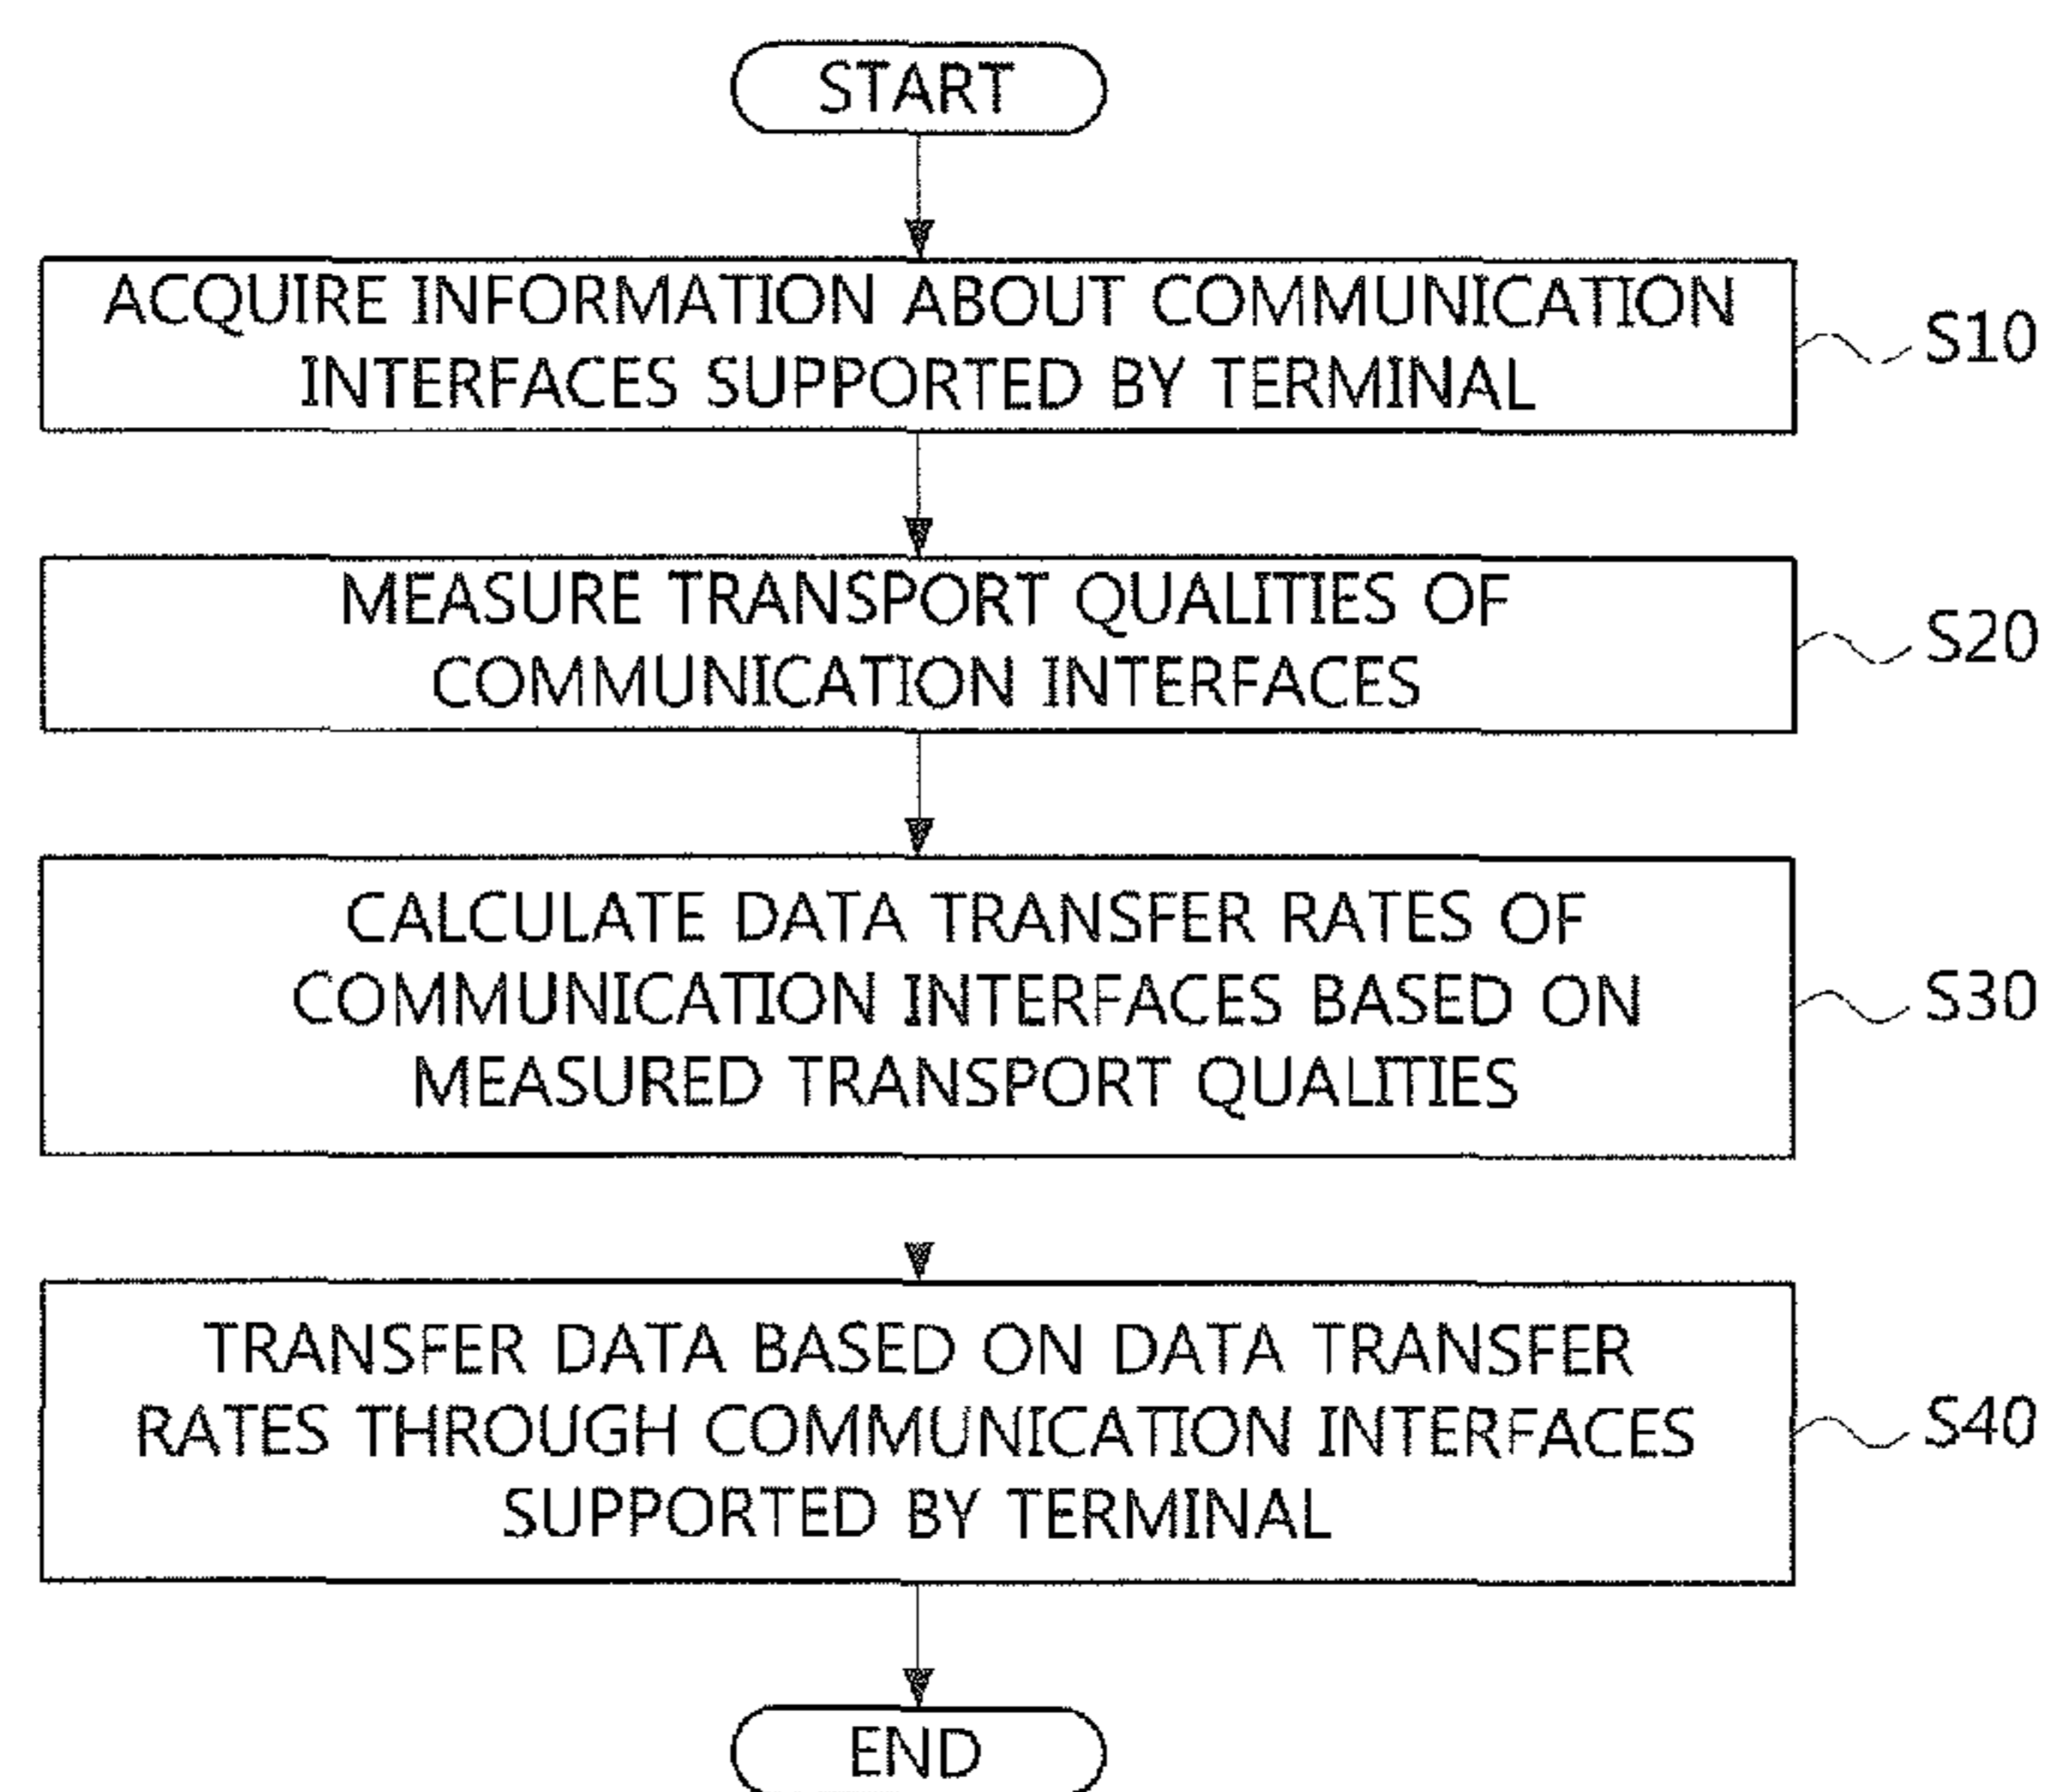 START
ACQUIRE INFORMATION ABOUT COMMUNICATION
INTERFACES SUPPORTED BY TERMINAL
S10
MEASURE TRANSPORT QUALITIES OF
COMMUNICATION INTERFACES
S20
CALCULATE DATA TRANSFER RATES OF
COMMUNICATION INTERFACES BASED ON
MEASURED TRANSPORT QUALITIES
S30
TRANSFER DATA BASED ON DATA TRANSFER
RATES THROUGH COMMUNICATION INTERFACES
SUPPORTED BY TERMINAL
S40
END